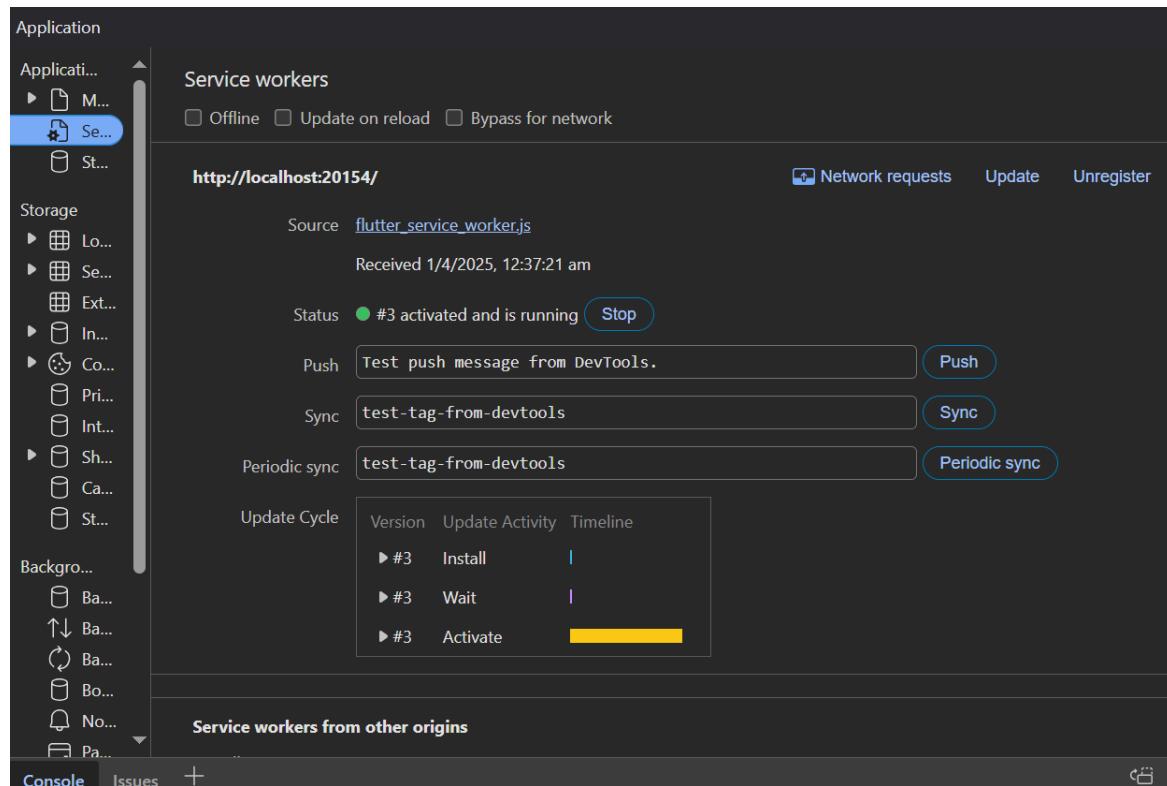 Application
Applicati...
M...
Se...
St...
Storage
Lo...
Se...
Ext...
In...
Co...
Pri...
Int...
Sh...
Ca...
St...
Backgro...
Ba...
Ba...
Ba...
Bo...
No...
Pa...
Service workers
Offline Update on reload Bypass for network
http://localhost:20154/ Network requests Update Unregister
Source flutter_service_worker.js
Received 1/4/2025, 12:37:21 am
Status #3 activated and is running Stop
Push Test push message from DevTools. Push
Sync test-tag-from-devtools Sync
Periodic sync test-tag-from-devtools Periodic sync
Update Cycle Version Update Activity Timeline
#3 Install
#3 Wait
#3 Activate
Service workers from other origins
Console Issues